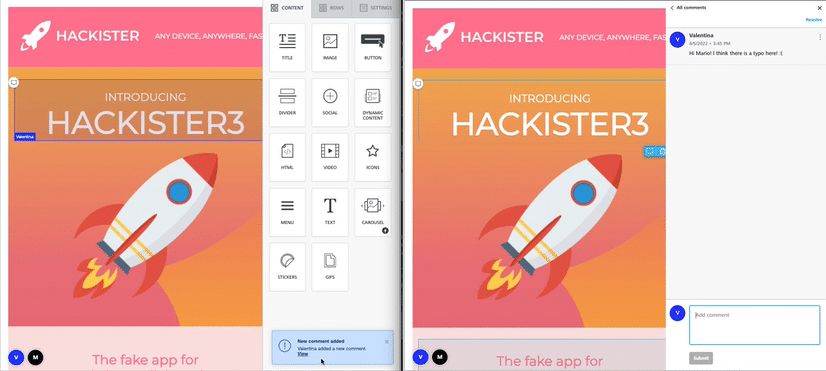 HACKISTER
ANY DEVICE, ANYWHERE, FAS
INTRODUCING
HACKISTER3
Valentina
The fake app for
V
M
CONTENT
ROWS
SETTINGS
TITLE
IMAGE
BUTTON
DIVIDER
SOCIAL
DYNAMIC
CONTENT
HTML
VIDEO
ICONS
MENU
TEXT
CAROUSEL
STICKERS
GIFS
New comment added
Valentina added a new comment.
View
HACKISTER
ANY DEVICE, ANYWHERE, FAS
INTRODUCING
HACKISTER3
The fake app for
V
M
All comments
Resolve
V
Valentina
4/5/2022 • 3:45 PM
Hi Mario! I think there is a typo here! :(
V
Add comment
Submit